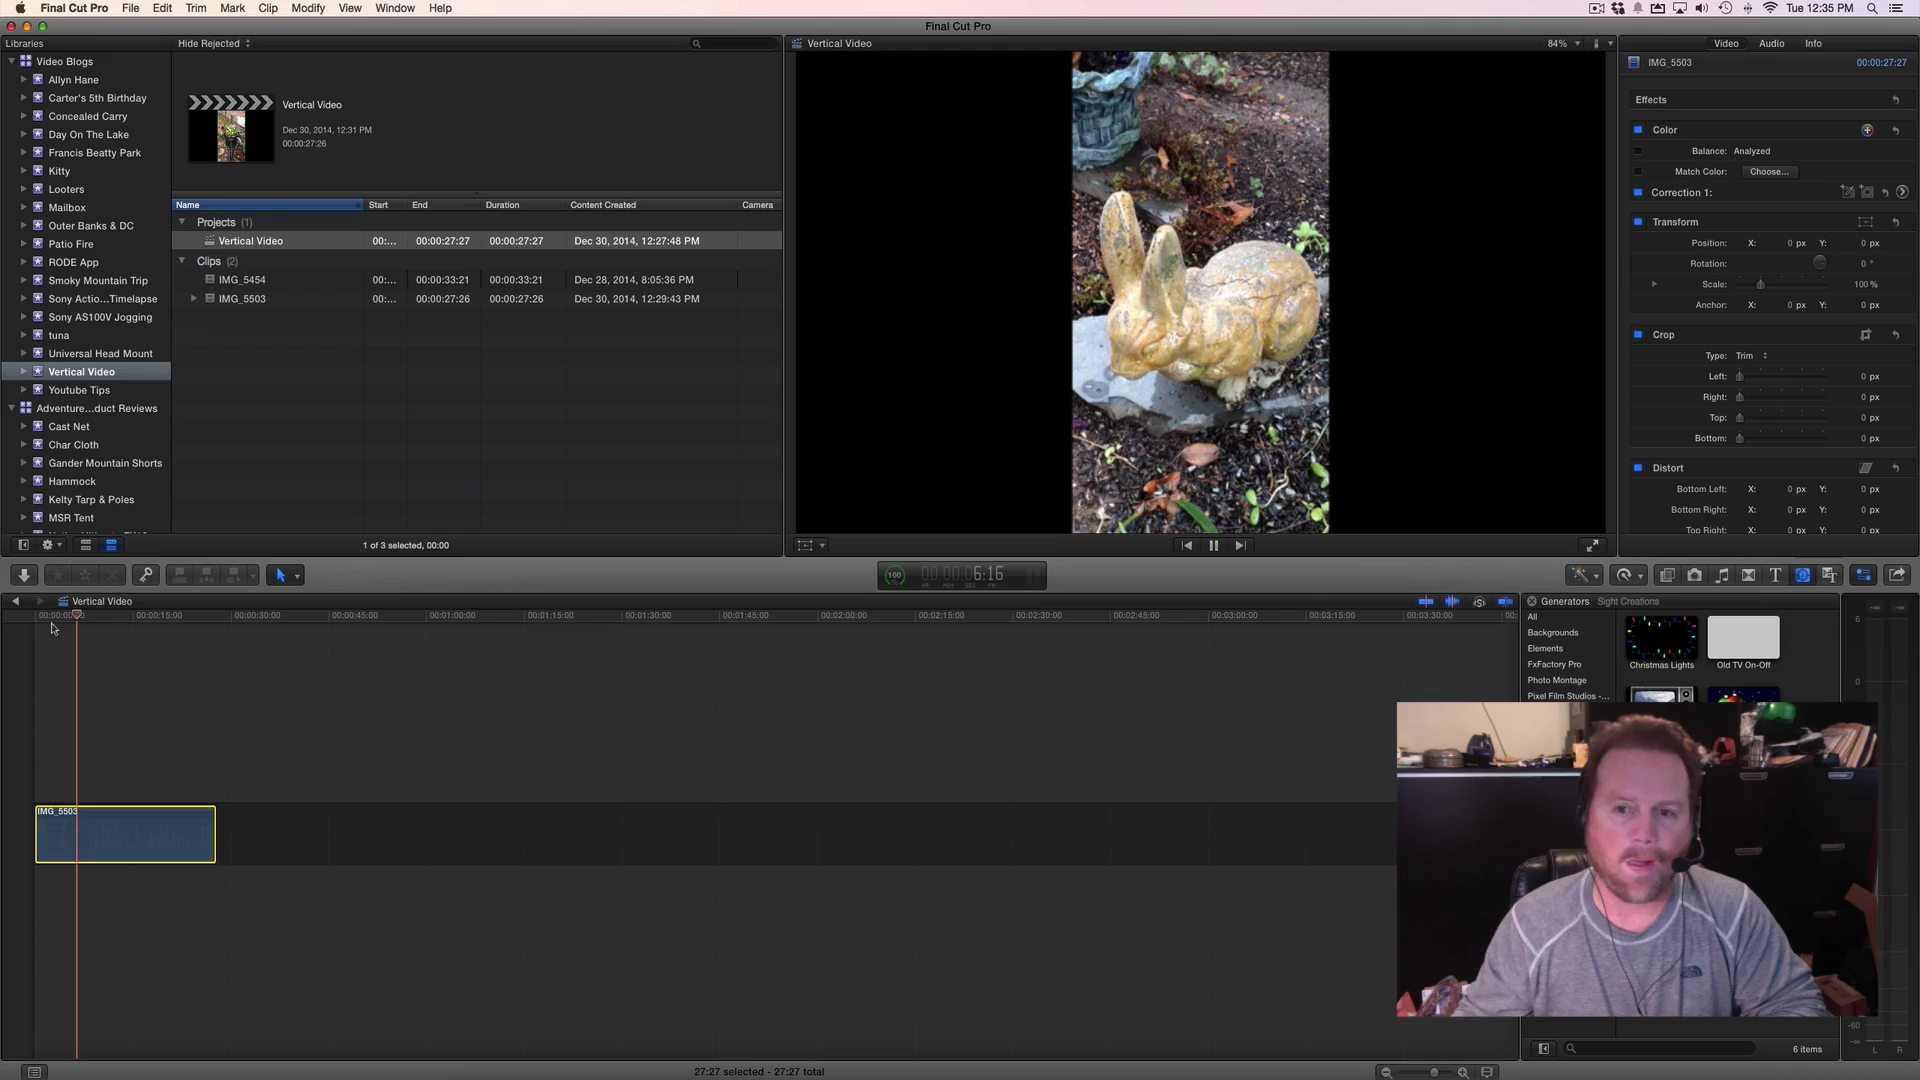 Final Cut Pro File Edit Trim Mark Clip Modify View Window Help Tue 12:35 PM
Final Cut Pro
Libraries
Video Blogs
Allyn Hane
Carter's 5th Birthday
Concealed Carry
Day On The Lake
Francis Beatty Park
Kitty
Looters
Mailbox
Outer Banks & DC
Patio Fire
RODE App
Smoky Mountain Trip
Sony Actio...Timelapse
Sony AS100V Jogging
tuna
Universal Head Mount
Vertical Video
Youtube Tips
Adventure...duct Reviews
Cast Net
Char Cloth
Gander Mountain Shorts
Hammock
Kelty Tarp & Poles
MSR Tent
Hide Rejected
Vertical Video
Dec 30, 2014, 12:31 PM
00:00:27:26
Name Start End Duration Content Created Camera
Projects (1)
Vertical Video 00:... 00:00:27:27 00:00:27:27 Dec 30, 2014, 12:27:48 PM
Clips (2)
IMG_5454 00:... 00:00:33:21 00:00:33:21 Dec 28, 2014, 8:05:36 PM
IMG_5503 00:... 00:00:27:26 00:00:27:26 Dec 30, 2014, 12:29:43 PM
1 of 3 selected, 00:00
Vertical Video 84%
Video Audio Info
IMG_5503 00:00:27:27
Effects
Color
Balance: Analyzed
Match Color: Choose...
Correction 1:
Transform
Position: X: 0 px Y: 0 px
Rotation: 0 °
Scale: 100 %
Anchor: X: 0 px Y: 0 px
Crop
Type: Trim
Left: 0 px
Right: 0 px
Top: 0 px
Bottom: 0 px
Distort
Bottom Left: X: 0 px Y: 0 px
Bottom Right: X: 0 px Y: 0 px
Top Right: X: 0 px Y: 0 px
100 00:00:06:16
HR MIN SEC FR
Vertical Video
00:00:15:00 00:00:30:00 00:00:45:00 00:01:00:00 00:01:15:00 00:01:30:00 00:01:45:00 00:02:00:00 00:02:15:00 00:02:30:00 00:02:45:00 00:03:00:00 00:03:15:00 00:03:30:00
IMG_5503
Generators Sight Creations
All
Backgrounds
Elements
FxFactory Pro
Photo Montage
Pixel Film Studios -...
Christmas Lights Old TV On-Off
6
0
-60
-∞
L R
6 items
27:27 selected - 27:27 total